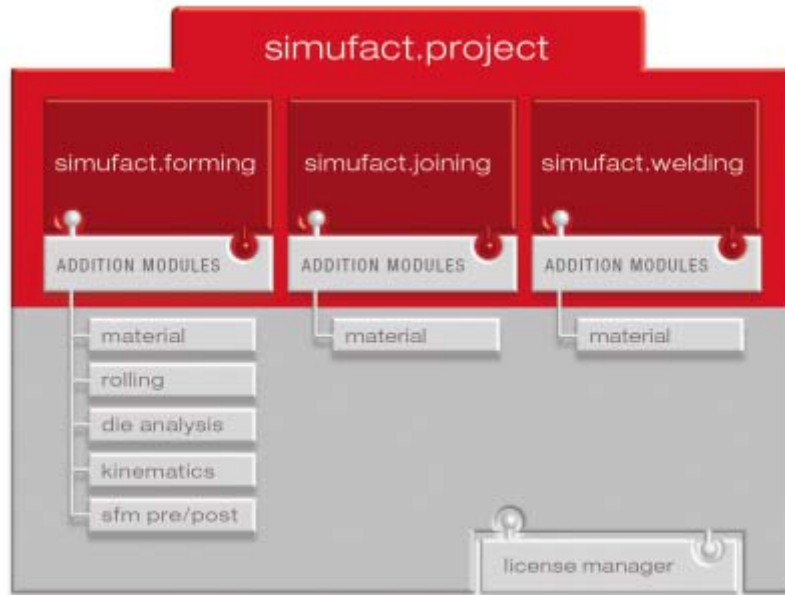 simufact.project
simufact.forming
simufact.joining
simufact.welding
ADDITION MODULES
ADDITION MODULES
ADDITION MODULES
material
material
material
rolling
die analysis
kinematics
sfm pre/post
license manager